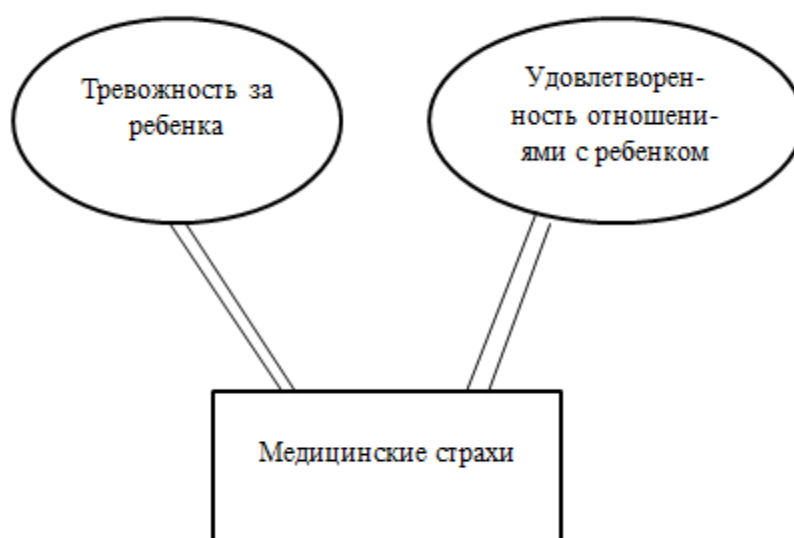 Тревожность за
ребенка
Удовлетворен-
ность отношени-
ями с ребенком
Медицинские страхи